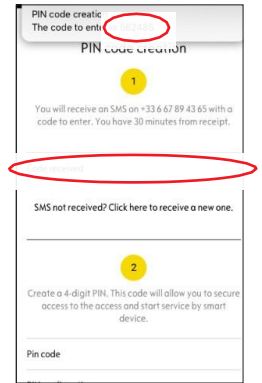 PIN code creatic
The code to ente
PIN code creation
1
You will receive an SMS on +33 6 67 89 43 65 with a
code to enter. You have 30 minutes from receipt.
received
SMS not received? Click here to receive a new one.
2
Create a 4-digit PIN. This code will allow you to secure
access to the access and start service by smart
device.
Pin code